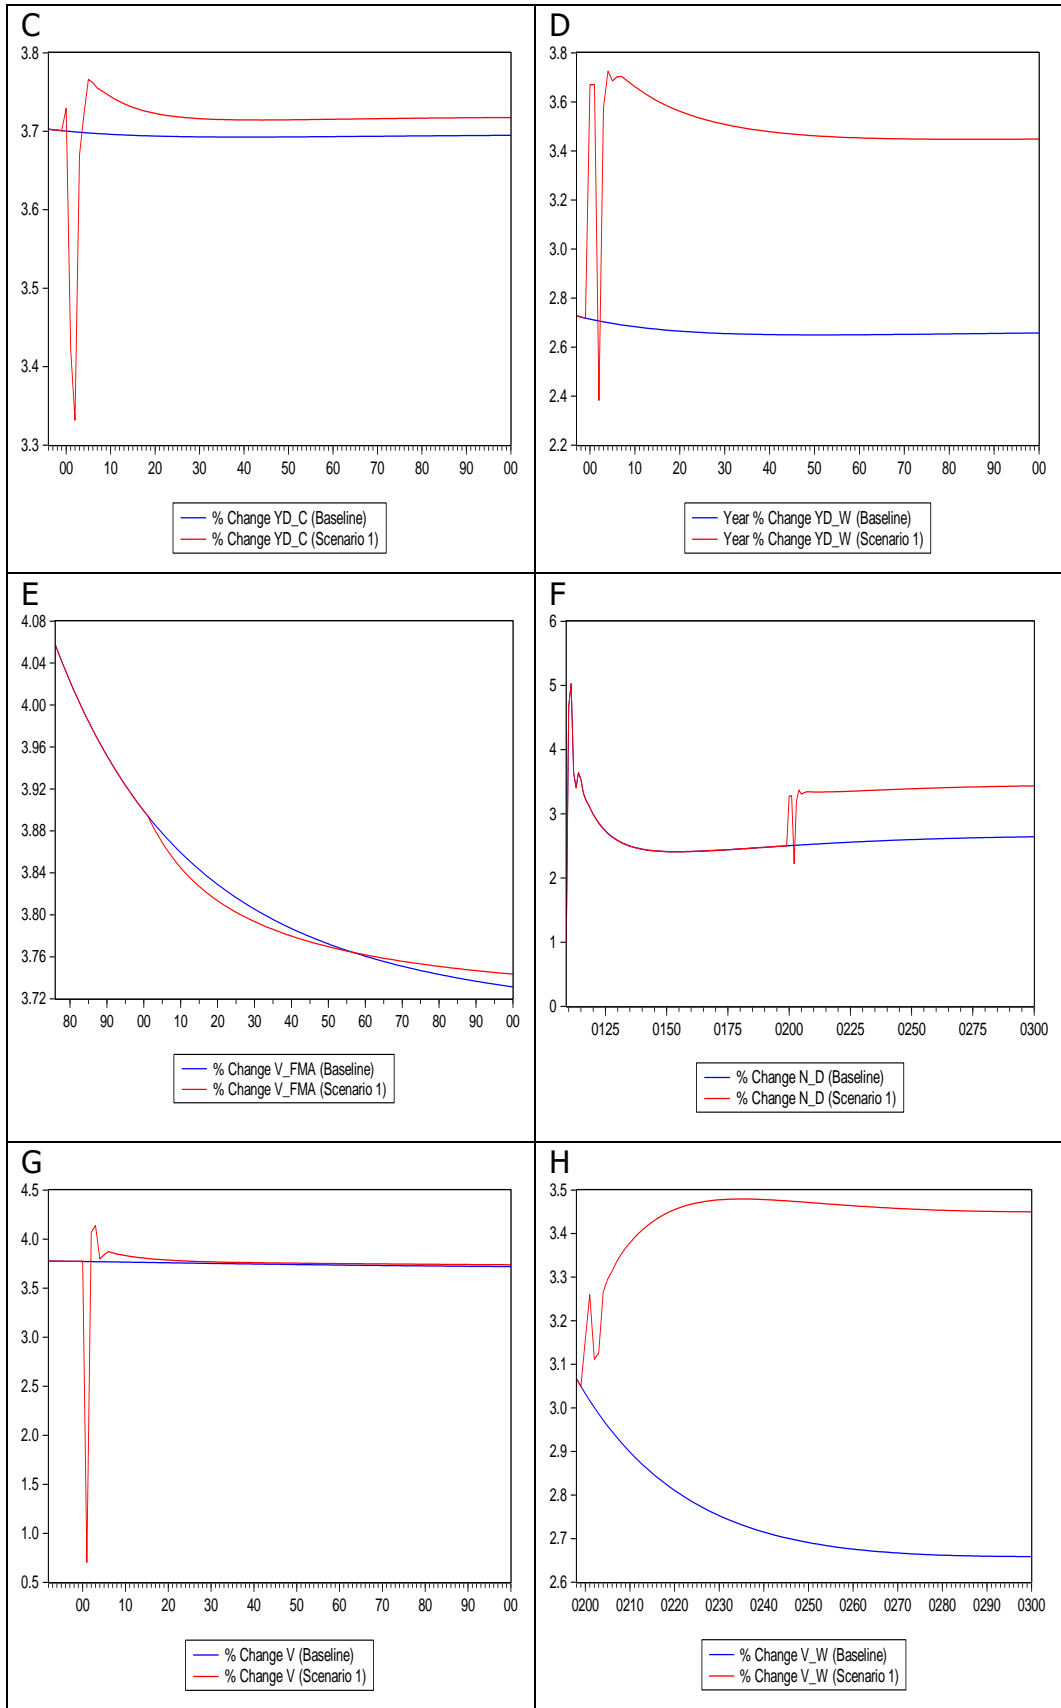 C
3.8
3.7
3.6
3.5
3.4
3.3
00 10 20 30 40 50 60 70 80 90 00
% Change YD_C (Baseline)
% Change YD_C (Scenario 1)
D
3.8
3.6
3.4
3.2
3.0
2.8
2.6
2.4
2.2
00 10 20 30 40 50 60 70 80 90 00
Year % Change YD_W (Baseline)
Year % Change YD_W (Scenario 1)
E
4.08
4.04
4.00
3.96
3.92
3.88
3.84
3.80
3.76
3.72
80 90 00 10 20 30 40 50 60 70 80 90 00
% Change V_FMA (Baseline)
% Change V_FMA (Scenario 1)
F
6
5
4
3
2
1
0
0125 0150 0175 0200 0225 0250 0275 0300
% Change N_D (Baseline)
% Change N_D (Scenario 1)
G
4.5
4.0
3.5
3.0
2.5
2.0
1.5
1.0
0.5
00 10 20 30 40 50 60 70 80 90 00
% Change V (Baseline)
% Change V (Scenario 1)
H
3.5
3.4
3.3
3.2
3.1
3.0
2.9
2.8
2.7
2.6
0200 0210 0220 0230 0240 0250 0260 0270 0280 0290 0300
% Change V_W (Baseline)
% Change V_W (Scenario 1)